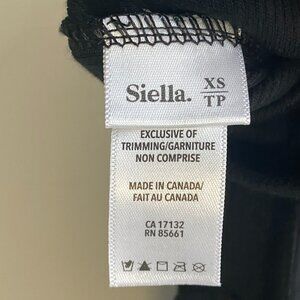 Siella. XS
TP
EXCLUSIVE OF
TRIMMING/GARNITURE
NON COMPRISE
MADE IN CANADA/
FAIT AU CANADA
CA 17132
RN 85661